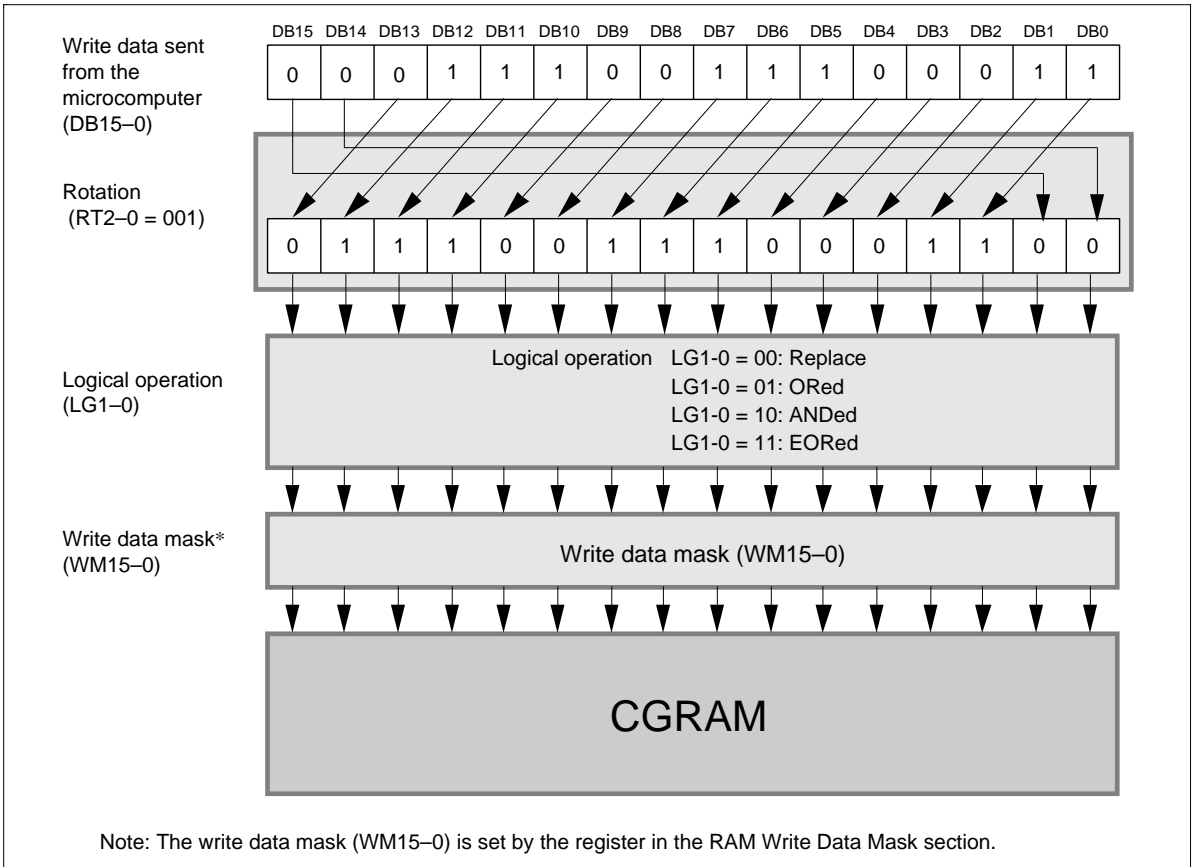 Write data sent
from the
microcomputer
(DB15–0)
DB15 DB14 DB13 DB12 DB11 DB10 DB9 DB8 DB7 DB6 DB5 DB4 DB3 DB2 DB1 DB0
0 0 0 1 1 1 0 0 1 1 1 0 0 0 1 1
Rotation
(RT2–0 = 001)
0 1 1 1 0 0 1 1 1 0 0 0 1 1 0 0
Logical operation
(LG1–0)
Logical operation LG1-0 = 00: Replace
LG1-0 = 01: ORed
LG1-0 = 10: ANDed
LG1-0 = 11: EORed
Write data mask*
(WM15–0)
Write data mask (WM15–0)
CGRAM
Note: The write data mask (WM15–0) is set by the register in the RAM Write Data Mask section.